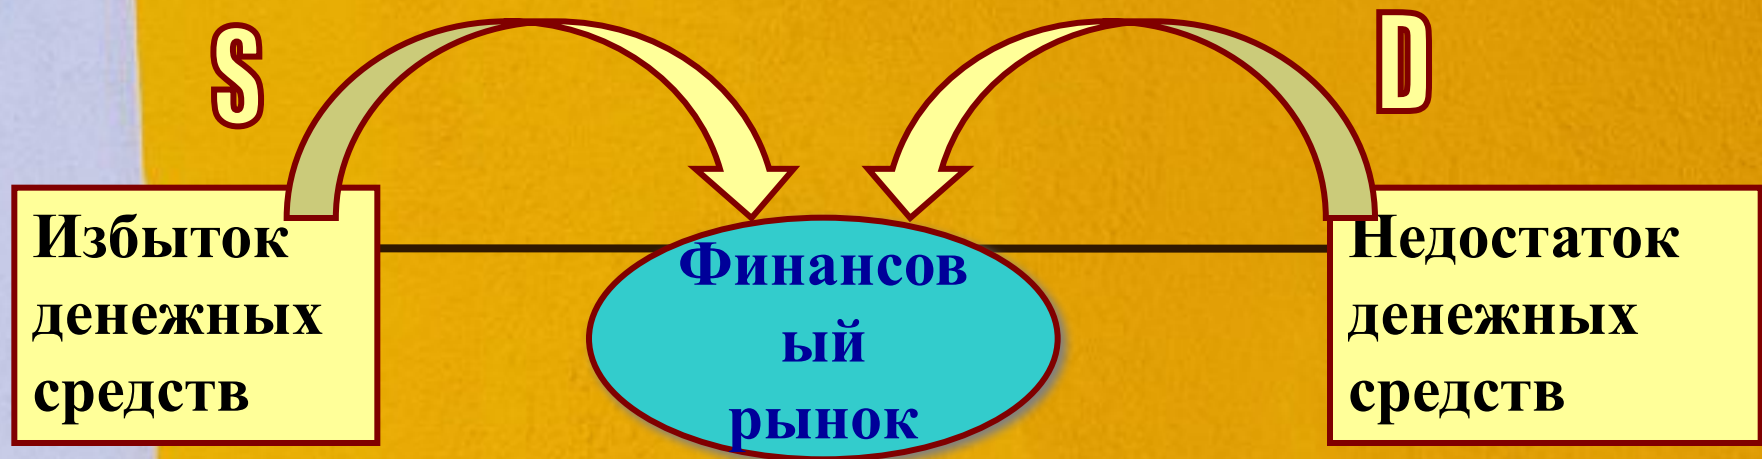 S
D
Избыток
денежных
средств
Финансов
ый
рынок
Недостаток
денежных
средств